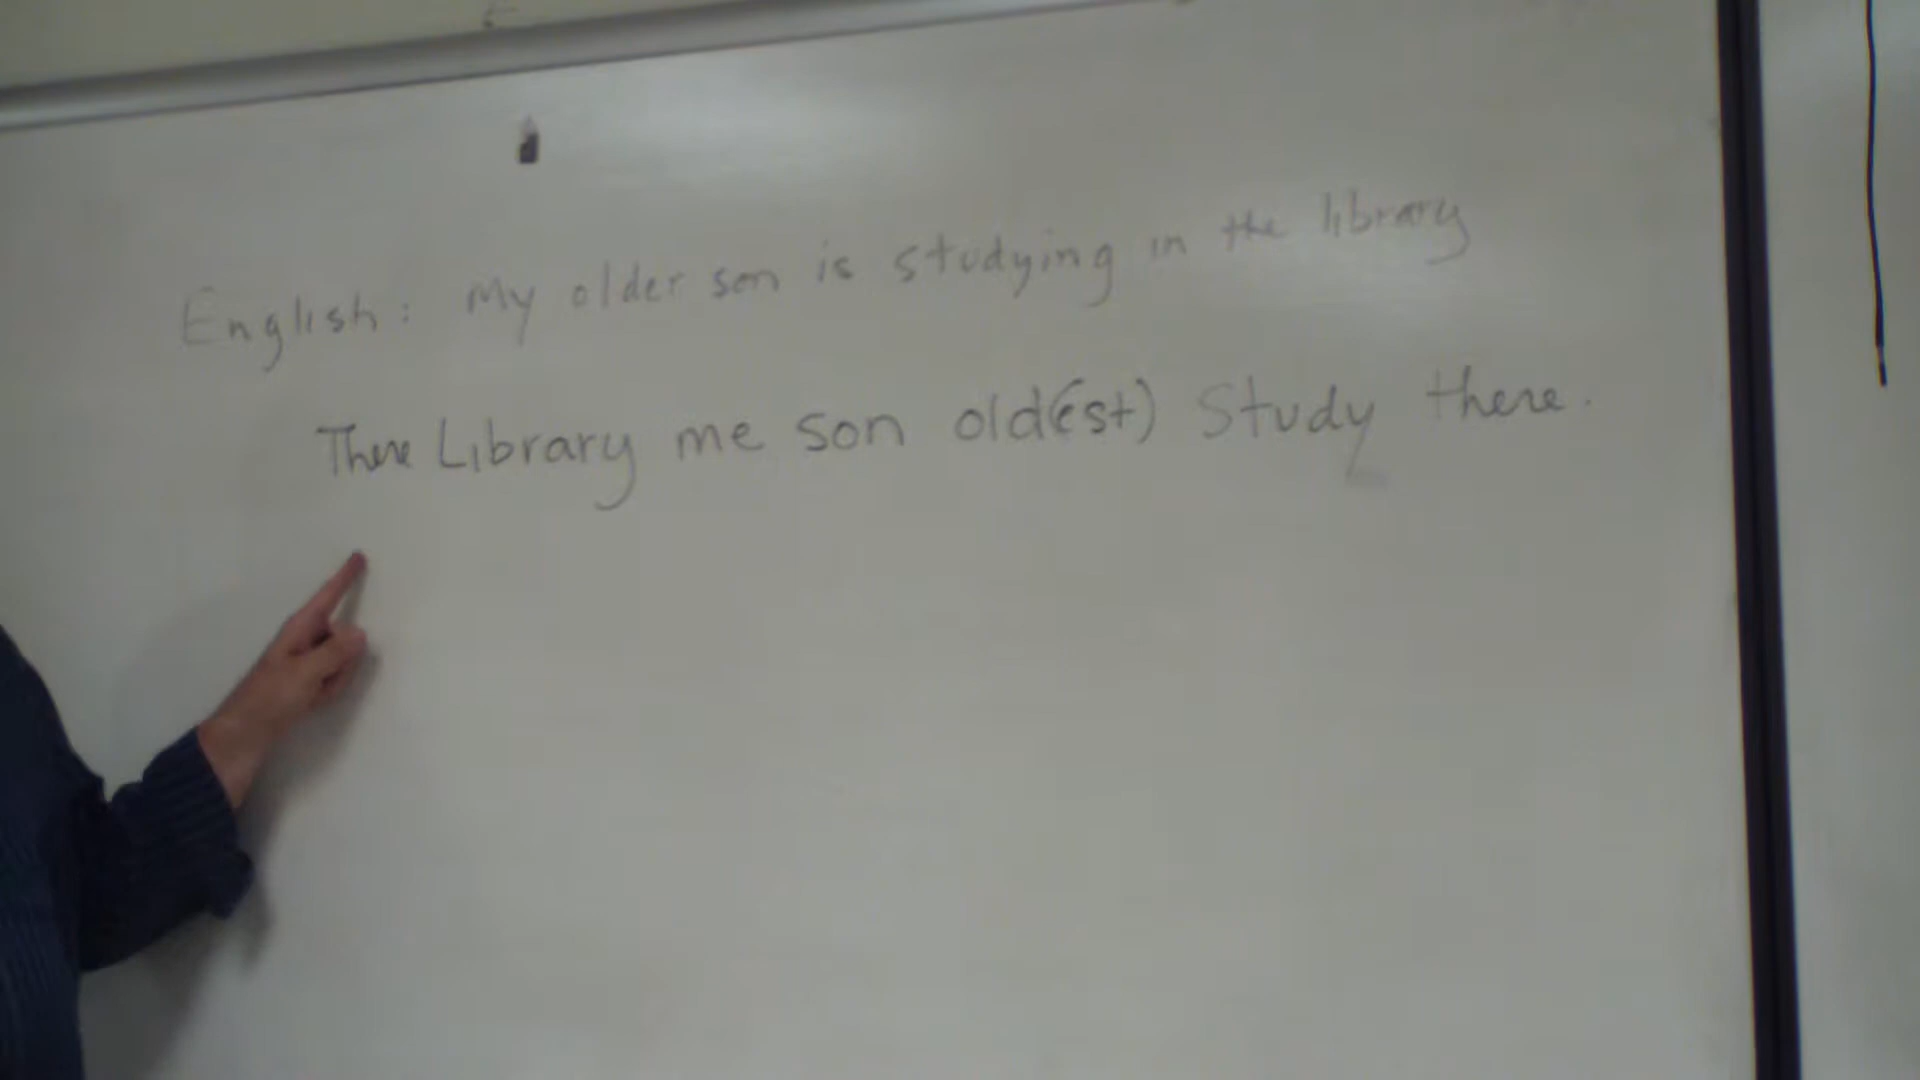 English: My older son is studying in the library
There Library me son old(est) Study there.